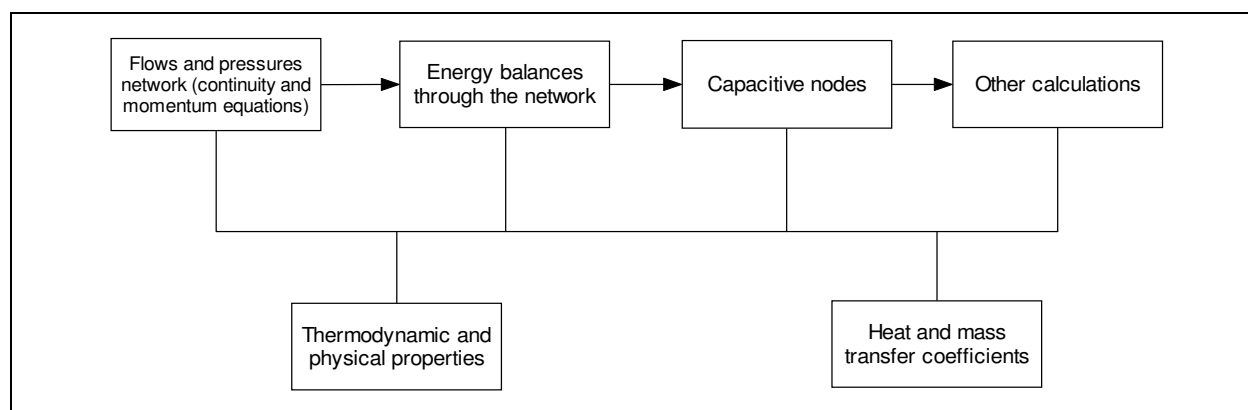 Flows and pressures
network (continuity and
momentum equations)
Energy balances
through the network
Capacitive nodes
Other calculations
Thermodynamic and
physical properties
Heat and mass
transfer coefficients